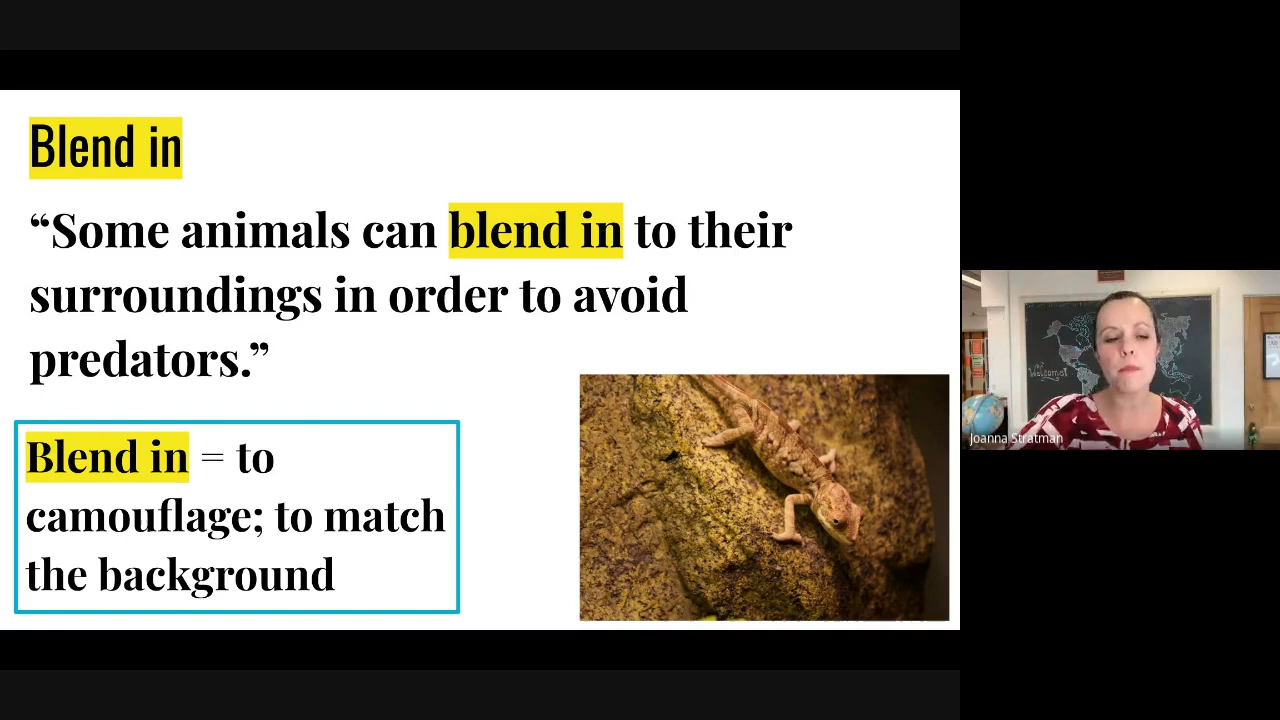 Blend in
“Some animals can blend in to their
surroundings in order to avoid
predators.”
Blend in = to
camouflage; to match
the background
Welcome!
Joanna Stratman